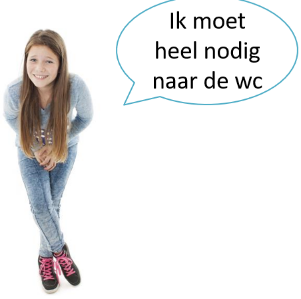 Ik moet
heel nodig
naar de wc